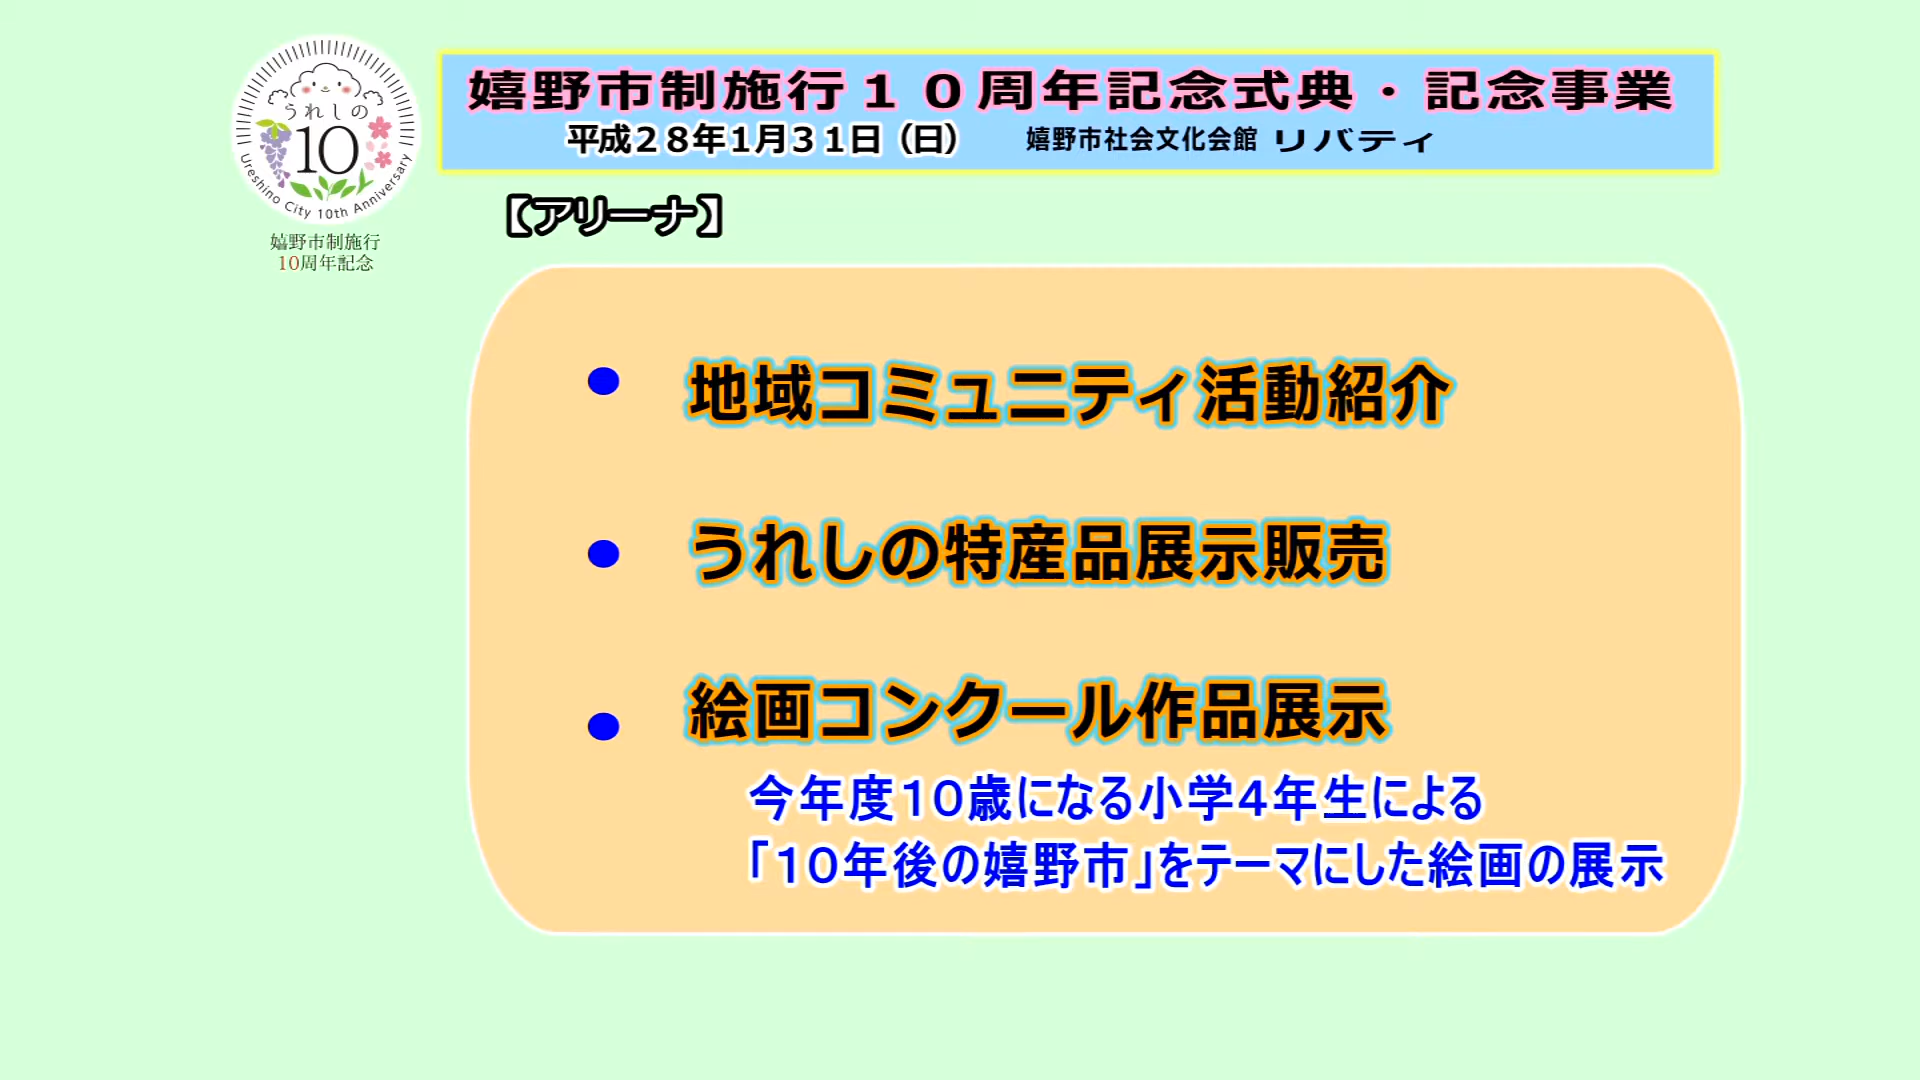 うれしの
10
Ureshino City 10th Anniversary
嬉野市制施行
10周年記念
嬉野市制施行１０周年記念式典・記念事業
平成２８年１月３１日（日）　嬉野市社会文化会館 リバティ
【アリーナ】
● 地域コミュニティ活動紹介
● うれしの特産品展示販売
● 絵画コンクール作品展示
今年度１０歳になる小学４年生による
「１０年後の嬉野市」をテーマにした絵画の展示